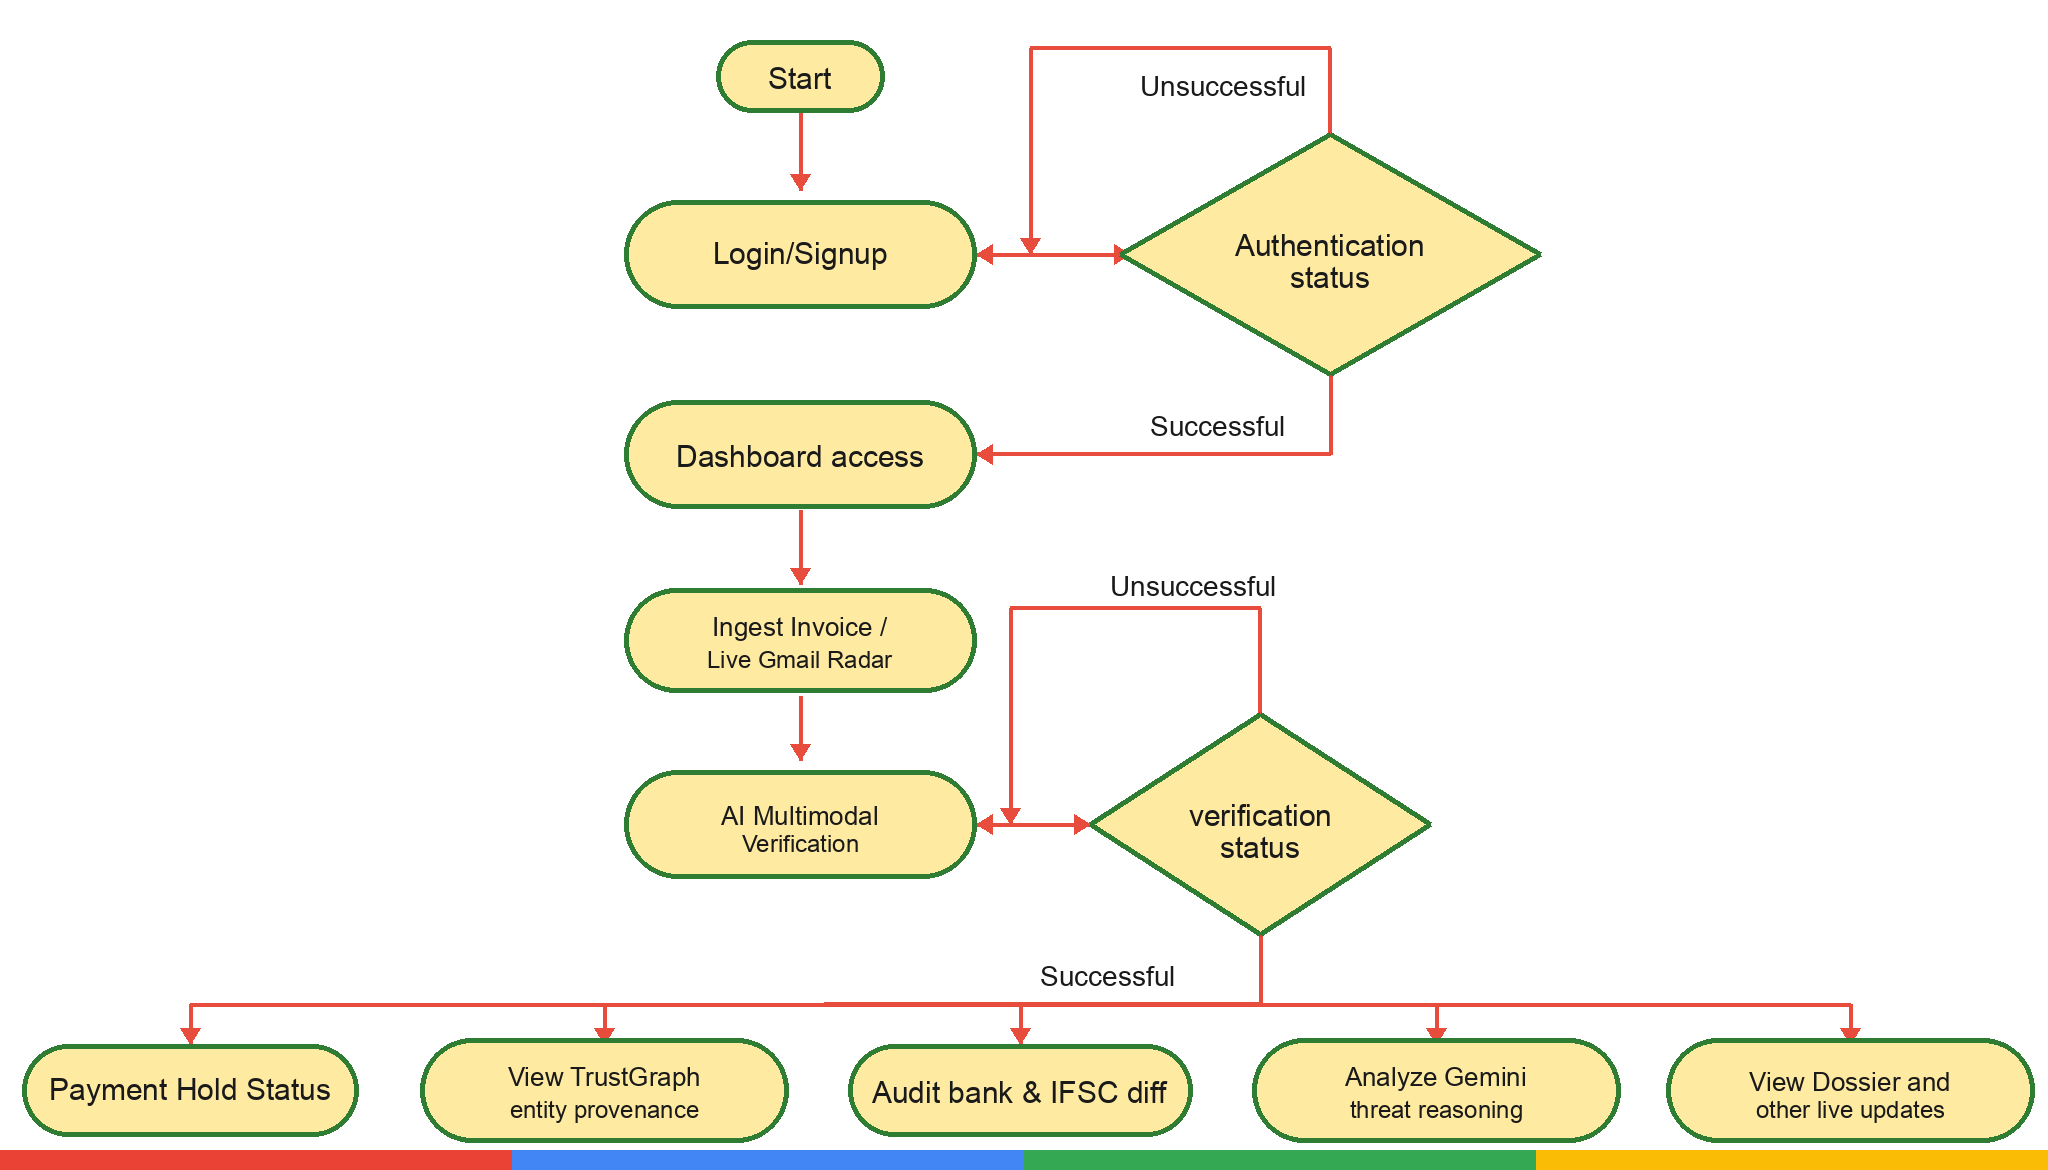 Start
Unsuccessful
Login/Signup
Authentication
status
Successful
Dashboard access
Unsuccessful
Ingest Invoice /
Live Gmail Radar
AI Multimodal
Verification
verification
status
Successful
Payment Hold Status
View TrustGraph
entity provenance
Audit bank & IFSC diff
Analyze Gemini
threat reasoning
View Dossier and
other live updates